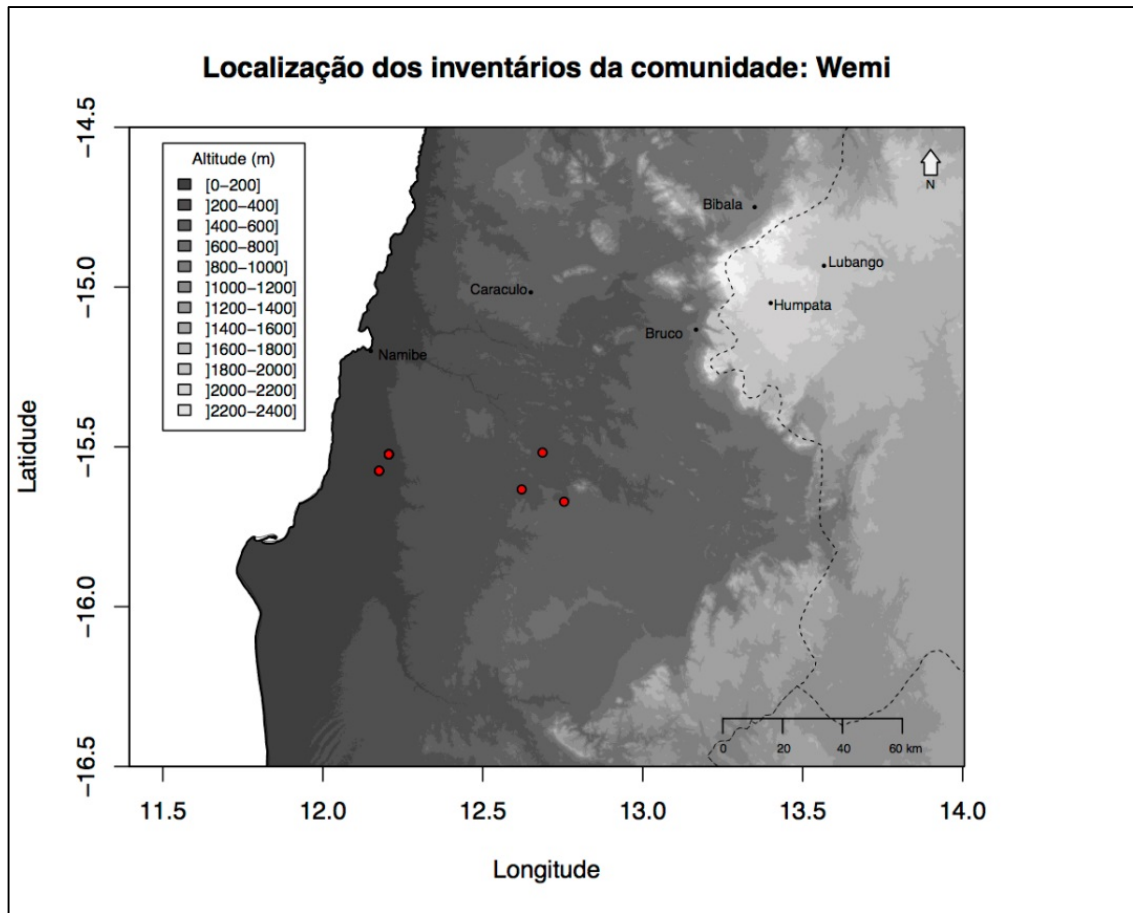 Localização dos inventários da comunidade: Wemi
Latidude
-14.5
-15.0
-15.5
-16.0
-16.5
Altitude (m)
[0-200]
]200-400]
]400-600]
]600-800]
]800-1000]
]1000-1200]
]1200-1400]
]1400-1600]
]1600-1800]
]1800-2000]
]2000-2200]
]2200-2400]
N
Bibala
Lubango
Caraculo
Humpata
Bruco
Namibe
0 20 40 60 km
11.5 12.0 12.5 13.0 13.5 14.0
Longitude